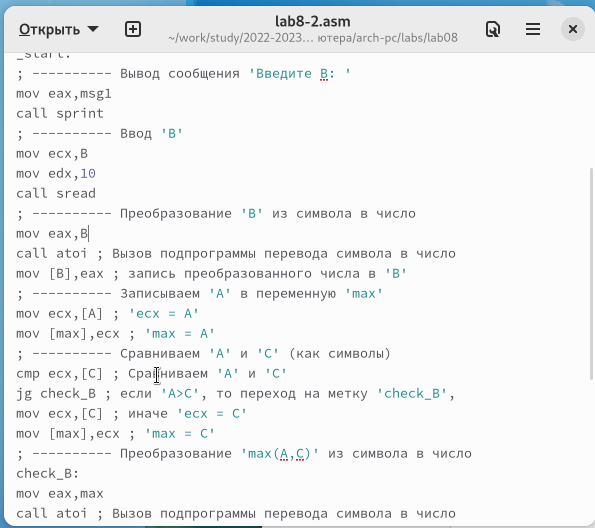 Открыть
lab8-2.asm
~/work/study/2022-2023... ютера/arch-pc/labs/lab08
_start:
; ---------- Вывод сообщения 'Введите B: '
mov eax,msg1
call sprint
; ---------- Ввод 'B'
mov ecx,B
mov edx,10
call sread
; ---------- Преобразование 'B' из символа в число
mov eax,B
call atoi ; Вызов подпрограммы перевода символа в число
mov [B],eax ; запись преобразованного числа в 'B'
; ---------- Записываем 'A' в переменную 'max'
mov ecx,[A] ; 'ecx = A'
mov [max],ecx ; 'max = A'
; ---------- Сравниваем 'A' и 'C' (как символы)
cmp ecx,[C] ; Сравниваем 'A' и 'C'
jg check_B ; если 'A>C', то переход на метку 'check_B',
mov ecx,[C] ; иначе 'ecx = C'
mov [max],ecx ; 'max = C'
; ---------- Преобразование 'max(A,C)' из символа в число
check_B:
mov eax,max
call atoi ; Вызов подпрограммы перевода символа в число